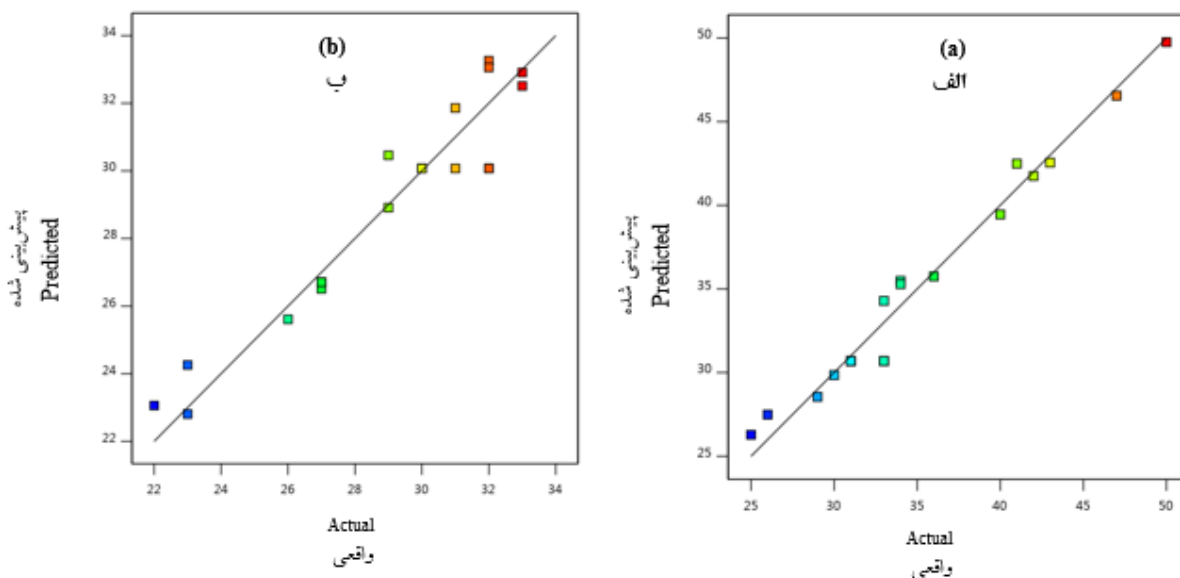 (b)
ب
34
32
30
28
26
24
22
22 24 26 28 30 32 34
پیش‌بینی شده
Predicted
Actual
واقعی
(a)
الف
50
45
40
35
30
25
25 30 35 40 45 50
پیش‌بینی شده
Predicted
Actual
واقعی